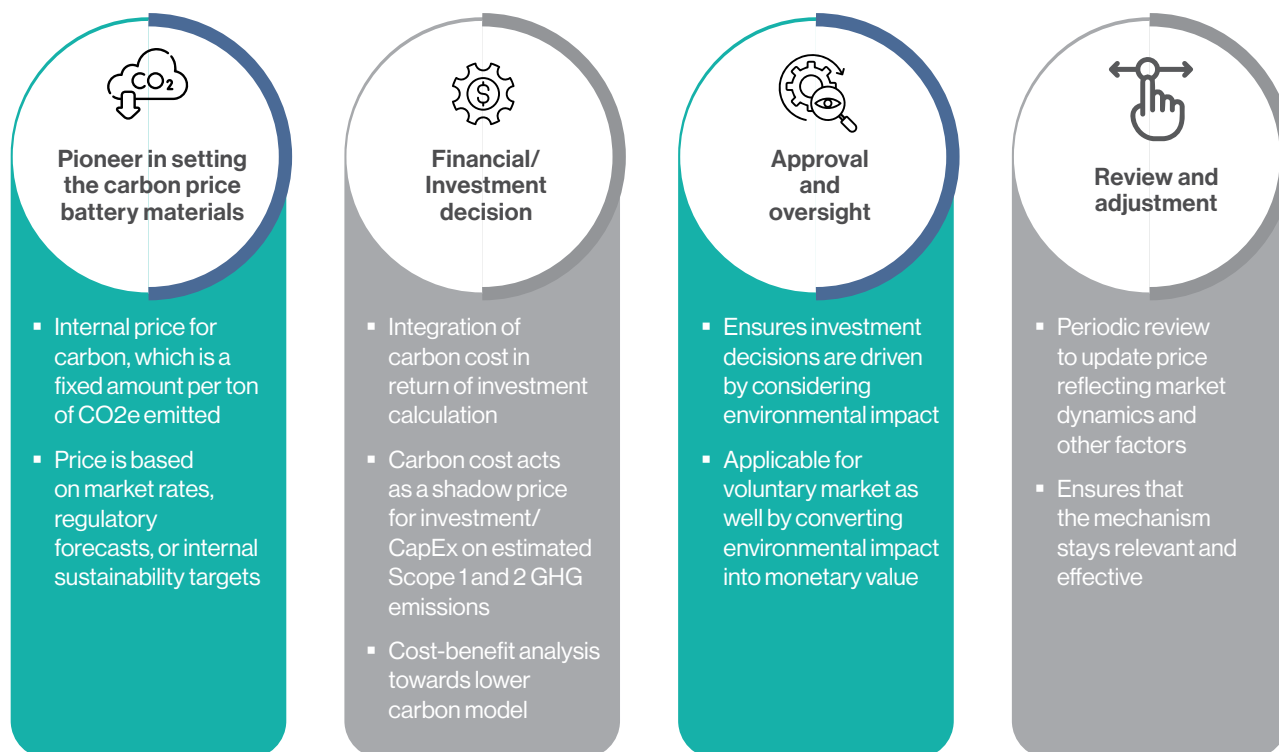 CO2
Pioneer in setting
the carbon price
battery materials
▪ Internal price for
carbon, which is a
fixed amount per ton
of CO2e emitted
▪ Price is based
on market rates,
regulatory
forecasts, or internal
sustainability targets
$
Financial/
Investment
decision
▪ Integration of
carbon cost in
return of investment
calculation
▪ Carbon cost acts
as a shadow price
for investment/
CapEx on estimated
Scope 1 and 2 GHG
emissions
▪ Cost-benefit analysis
towards lower
carbon model
Approval
and
oversight
▪ Ensures investment
decisions are driven
by considering
environmental impact
▪ Applicable for
voluntary market as
well by converting
environmental impact
into monetary value
Review and
adjustment
▪ Periodic review
to update price
reflecting market
dynamics and
other factors
▪ Ensures that
the mechanism
stays relevant and
effective